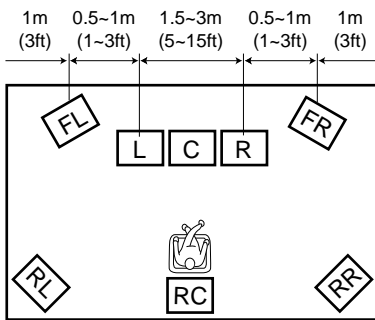 1m 0.5~1m 1.5~3m 0.5~1m 1m
(3ft) (1~3ft) (5~15ft) (1~3ft) (3ft)
FL FR
L C R
RL RC RR